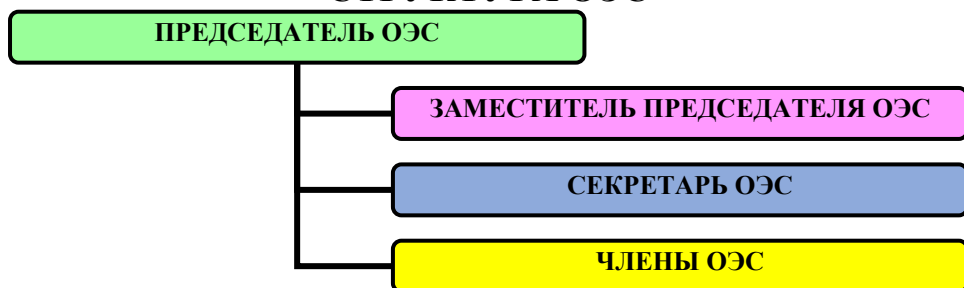 ПРЕДСЕДАТЕЛЬ ОЭС
ЗАМЕСТИТЕЛЬ ПРЕДСЕДАТЕЛЯ ОЭС
СЕКРЕТАРЬ ОЭС
ЧЛЕНЫ ОЭС